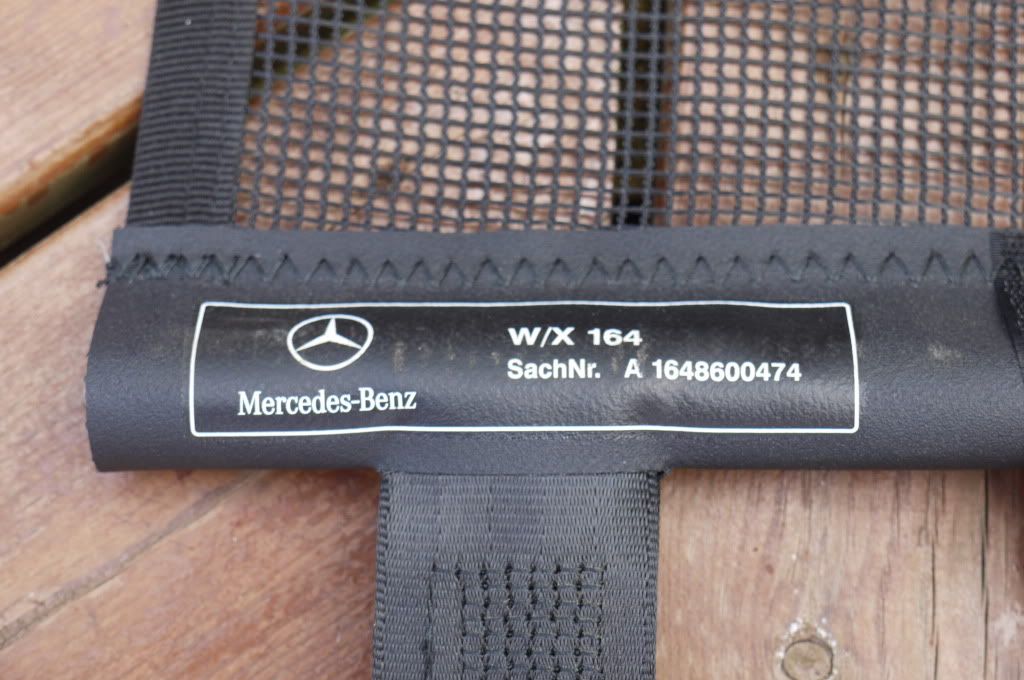 Mercedes-Benz
W/X 164
SachNr. A 1648600474